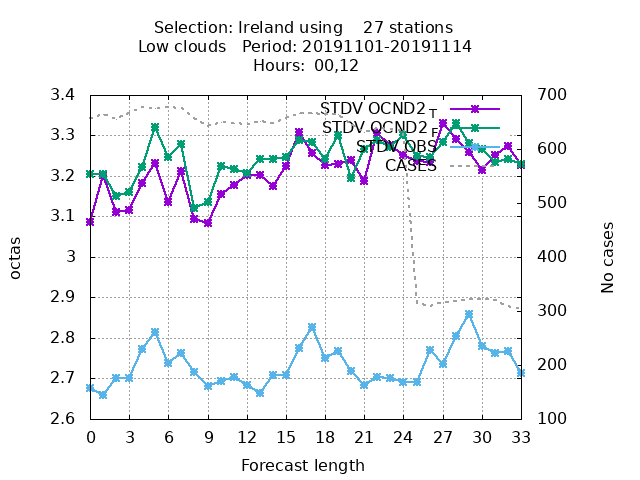 Selection: Ireland using    27 stations
Low clouds   Period: 20191101-20191114
Hours:  00,12
3.4
3.3
3.2
3.1
3
2.9
2.8
2.7
2.6
octas
STDV OCND2 T
STDV OCND2 F
STDV OBS
CASES
700
600
500
400
300
200
100
No cases
0 3 6 9 12 15 18 21 24 27 30 33
Forecast length